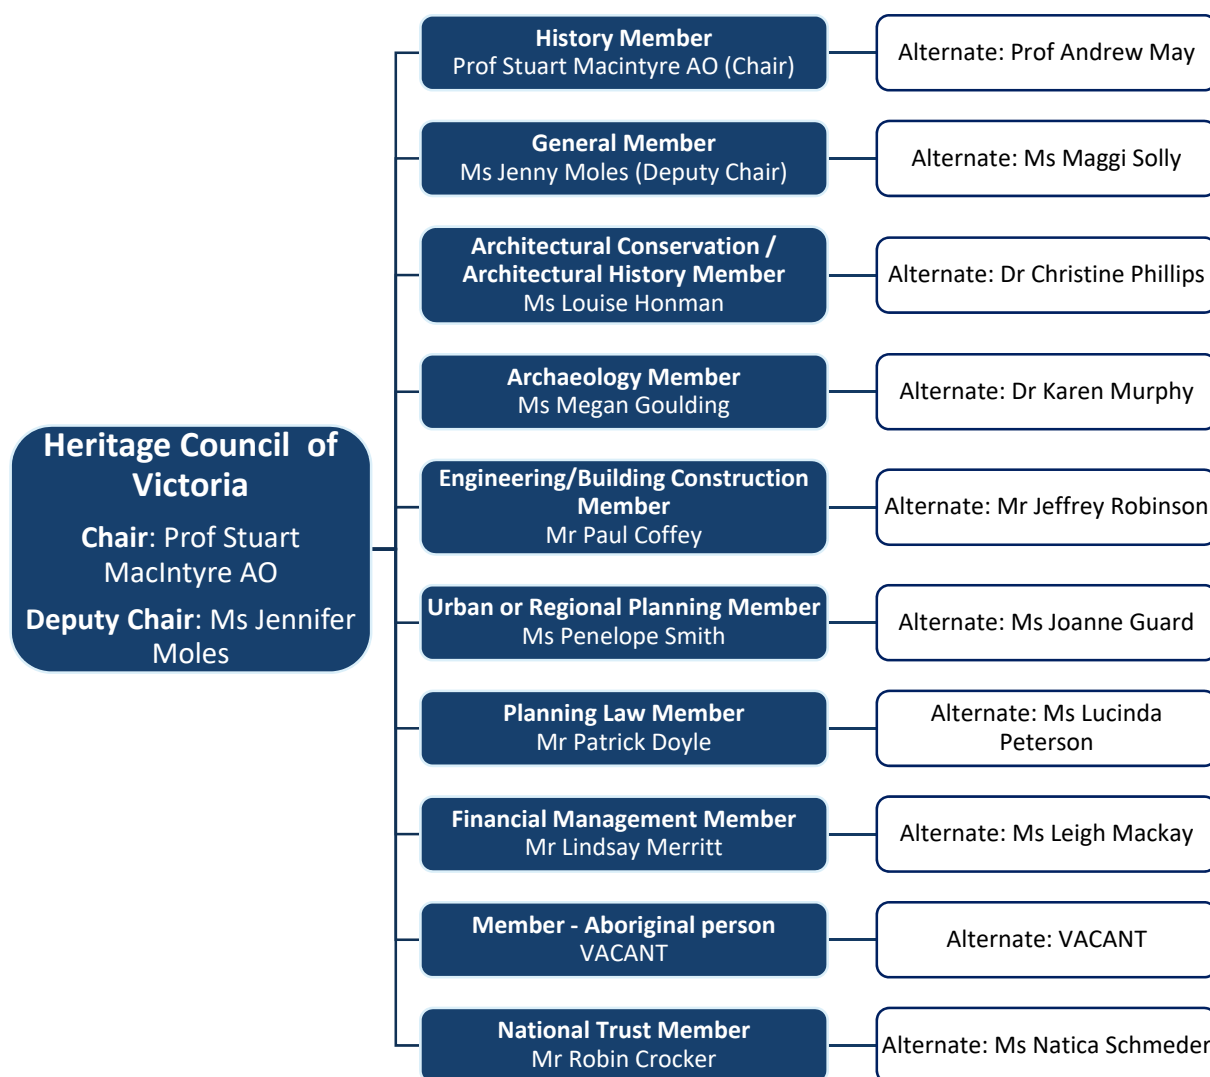 History Member
Prof Stuart Macintyre AO (Chair)
Alternate: Prof Andrew May
General Member
Ms Jenny Moles (Deputy Chair)
Alternate: Ms Maggi Solly
Architectural Conservation /
Architectural History Member
Ms Louise Honman
Alternate: Dr Christine Phillips
Archaeology Member
Ms Megan Goulding
Alternate: Dr Karen Murphy
Heritage Council  of
Victoria
Chair: Prof Stuart
MacIntyre AO
Deputy Chair: Ms Jennifer
Moles
Engineering/Building Construction
Member
Mr Paul Coffey
Alternate: Mr Jeffrey Robinson
Urban or Regional Planning Member
Ms Penelope Smith
Alternate: Ms Joanne Guard
Planning Law Member
Mr Patrick Doyle
Alternate: Ms Lucinda
Peterson
Financial Management Member
Mr Lindsay Merritt
Alternate: Ms Leigh Mackay
Member - Aboriginal person
VACANT
Alternate: VACANT
National Trust Member
Mr Robin Crocker
Alternate: Ms Natica Schmeder